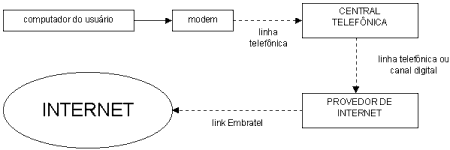 computador do usuário
modem
linha
telefônica
CENTRAL
TELEFÔNICA
linha telefônica ou
canal digital
PROVEDOR DE
INTERNET
link Embratel
INTERNET